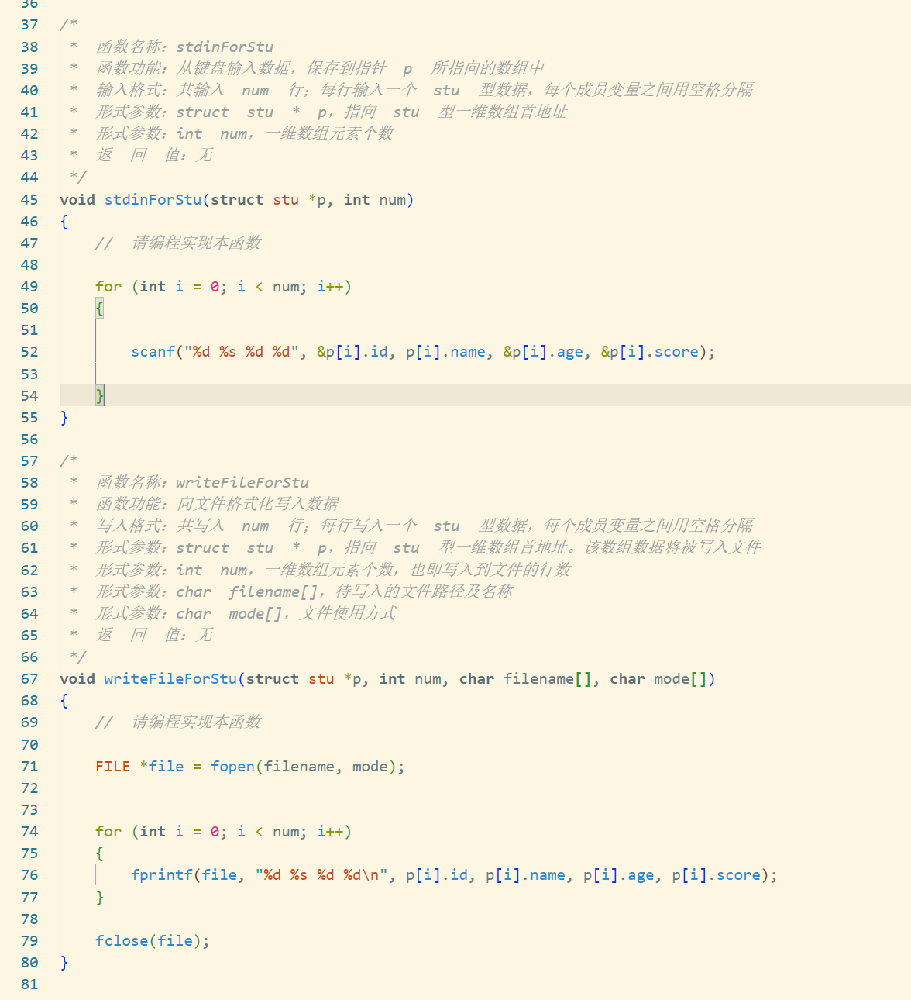 36
37 /*
38  *  函数名称：stdinForStu
39  *  函数功能：从键盘输入数据，保存到指针  p  所指向的数组中
40  *  输入格式：共输入  num  行；每行输入一个  stu  型数据，每个成员变量之间用空格分隔
41  *  形式参数：struct  stu  *  p，指向  stu  型一维数组首地址
42  *  形式参数：int  num，一维数组元素个数
43  *  返  回  值：无
44  */
45 void stdinForStu(struct stu *p, int num)
46 {
47     //  请编程实现本函数
48
49     for (int i = 0; i < num; i++)
50     {
51
52         scanf("%d %s %d %d", &p[i].id, p[i].name, &p[i].age, &p[i].score);
53
54     }
55 }
56
57 /*
58  *  函数名称：writeFileForStu
59  *  函数功能：向文件格式化写入数据
60  *  写入格式：共写入  num  行；每行写入一个  stu  型数据，每个成员变量之间用空格分隔
61  *  形式参数：struct  stu  *  p，指向  stu  型一维数组首地址。该数组数据将被写入文件
62  *  形式参数：int  num，一维数组元素个数，也即写入到文件的行数
63  *  形式参数：char  filename[]，待写入的文件路径及名称
64  *  形式参数：char  mode[]，文件使用方式
65  *  返  回  值：无
66  */
67 void writeFileForStu(struct stu *p, int num, char filename[], char mode[])
68 {
69     //  请编程实现本函数
70
71     FILE *file = fopen(filename, mode);
72
73
74     for (int i = 0; i < num; i++)
75     {
76         fprintf(file, "%d %s %d %d\n", p[i].id, p[i].name, p[i].age, p[i].score);
77     }
78
79     fclose(file);
80 }
81